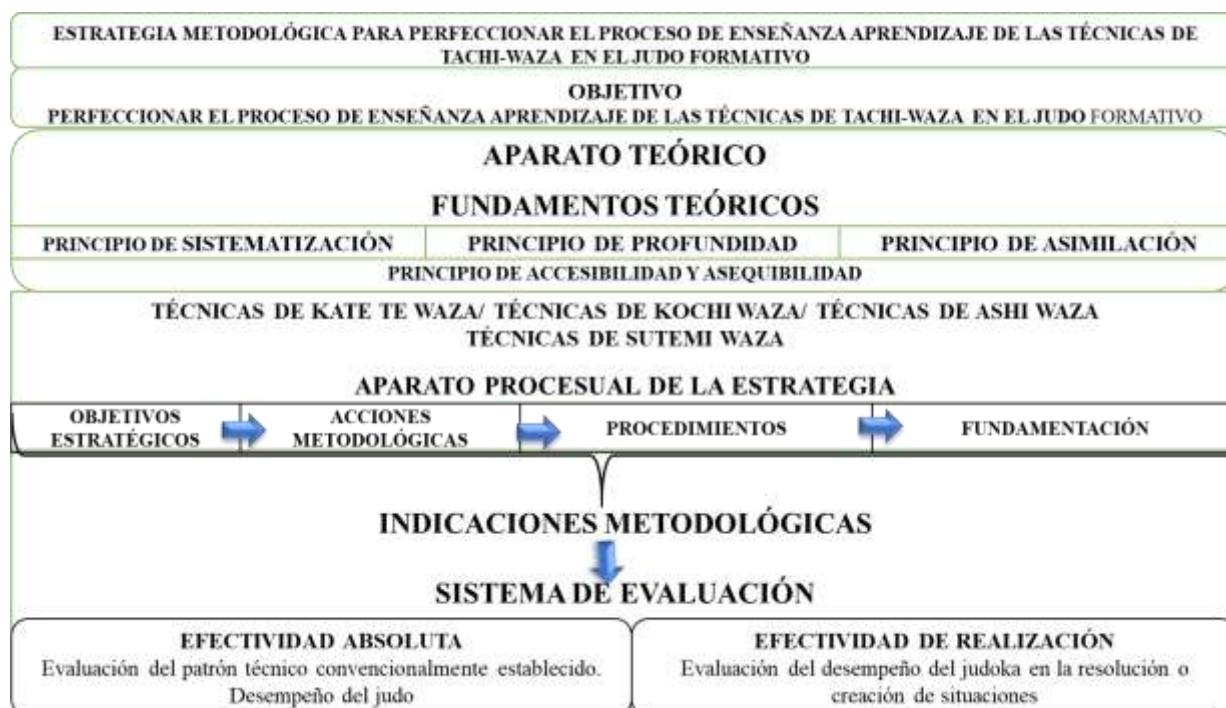 ESTRATEGIA METODOLÓGICA PARA PERFECCIONAR EL PROCESO DE ENSEÑANZA APRENDIZAJE DE LAS TÉCNICAS DE
TACHI-WAZA EN EL JUDO FORMATIVO
OBJETIVO
PERFECCIONAR EL PROCESO DE ENSEÑANZA APRENDIZAJE DE LAS TÉCNICAS DE TACHI-WAZA EN EL JUDO FORMATIVO
APARATO TEÓRICO
FUNDAMENTOS TEÓRICOS
PRINCIPIO DE SISTEMATIZACIÓN
PRINCIPIO DE PROFUNDIDAD
PRINCIPIO DE ASIMILACIÓN
PRINCIPIO DE ACCESIBILIDAD Y ASEQUIBILIDAD
TÉCNICAS DE KATE TE WAZA/ TÉCNICAS DE KOCHI WAZA/ TÉCNICAS DE ASHI WAZA
TÉCNICAS DE SUTEMI WAZA
APARATO PROCESUAL DE LA ESTRATEGIA
OBJETIVOS
ESTRATÉGICOS
ACCIONES
METODOLÓGICAS
PROCEDIMIENTOS
FUNDAMENTACIÓN
INDICACIONES METODOLÓGICAS
SISTEMA DE EVALUACIÓN
EFECTIVIDAD ABSOLUTA
Evaluación del patrón técnico convencionalmente establecido.
Desempeño del judo
EFECTIVIDAD DE REALIZACIÓN
Evaluación del desempeño del judoka en la resolución o
creación de situaciones